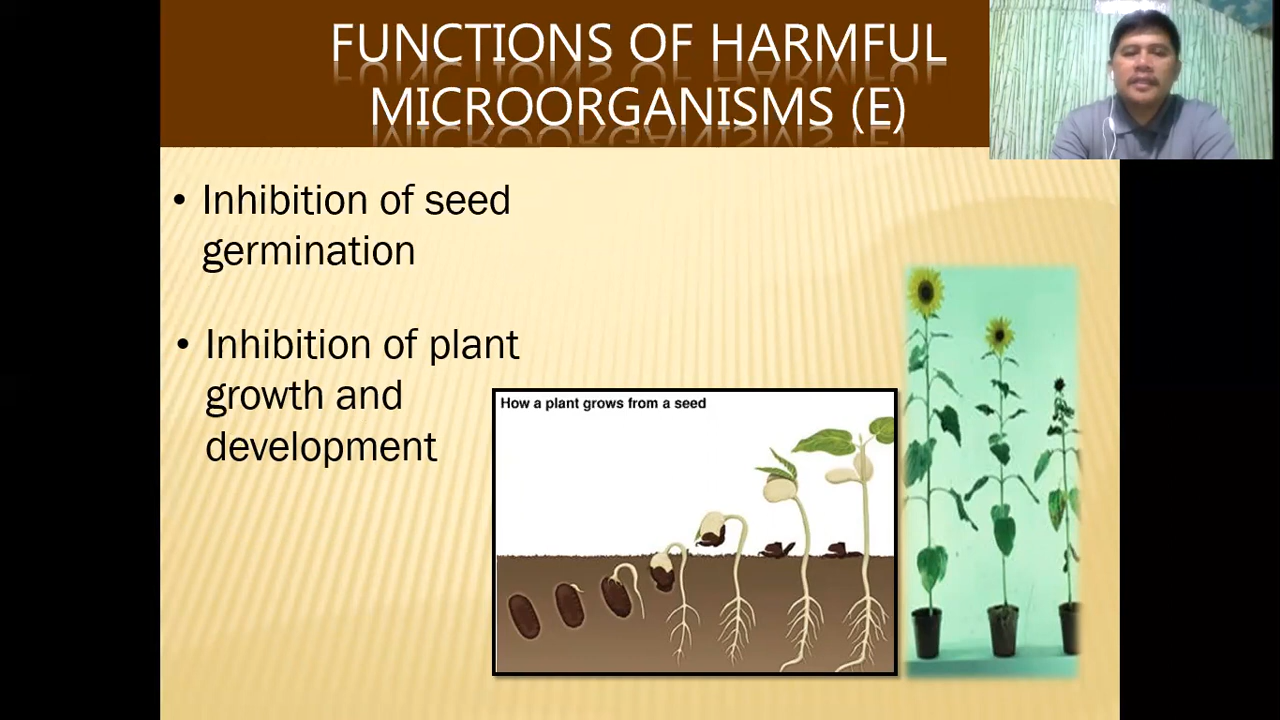 FUNCTIONS OF HARMFUL
MICROORGANISMS (E)
• Inhibition of seed
germination
• Inhibition of plant
growth and
development
How a plant grows from a seed